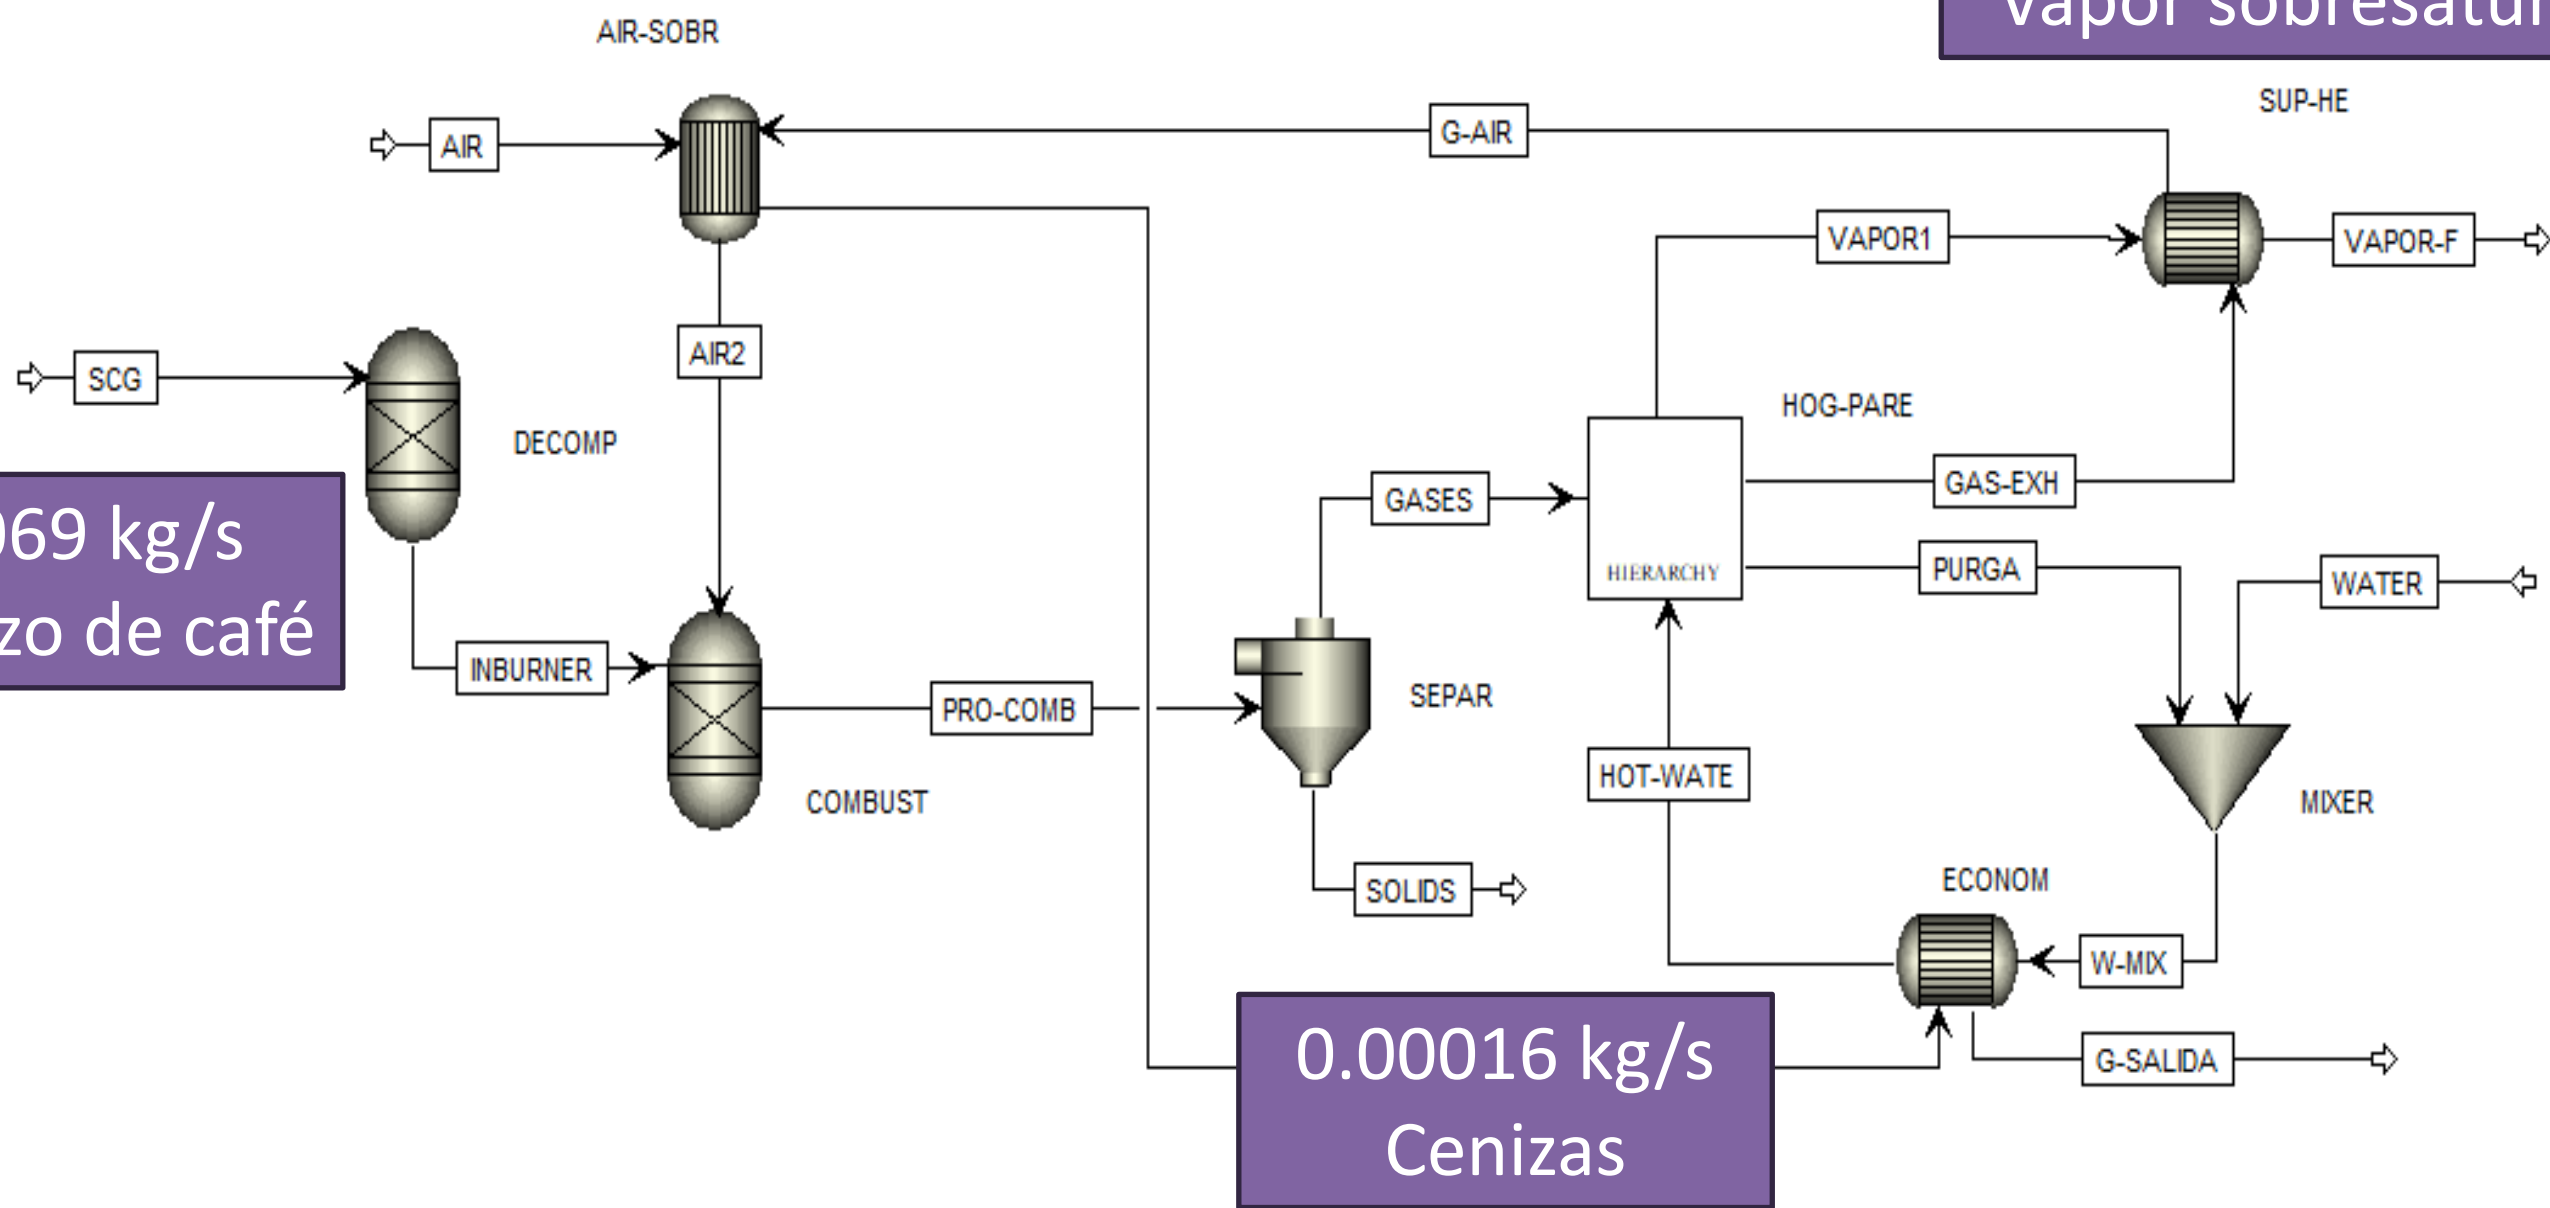 AIR-SOBR
SUP-HE
AIR
G-AIR
VAPOR1
VAPOR-F
SCG
AIR2
HOG-PARE
DECOMP
GASES
GAS-EXH
069 kg/s
zo de café
HIERARCHY
PURGA
WATER
INBURNER
PRO-COMB
SEPAR
HOT-WATE
COMBUST
MIXER
SOLIDS
ECONOM
W-MIX
0.00016 kg/s
Cenizas
G-SALIDA